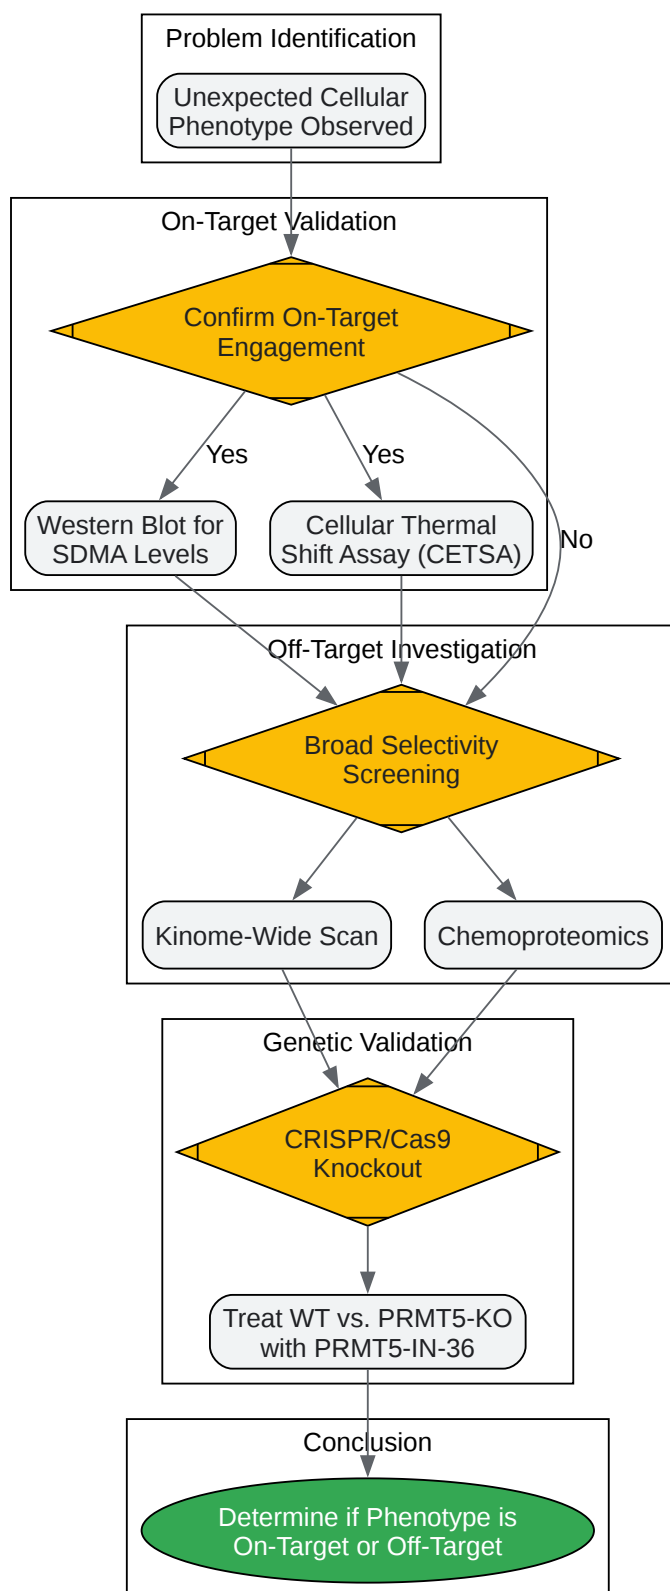 Problem Identification
Unexpected Cellular
Phenotype Observed
On-Target Validation
Confirm On-Target
Engagement
Yes
Yes
No
Western Blot for
SDMA Levels
Cellular Thermal
Shift Assay (CETSA)
Off-Target Investigation
Broad Selectivity
Screening
Kinome-Wide Scan
Chemoproteomics
Genetic Validation
CRISPR/Cas9
Knockout
Treat WT vs. PRMT5-KO
with PRMT5-IN-36
Conclusion
Determine if Phenotype is
On-Target or Off-Target